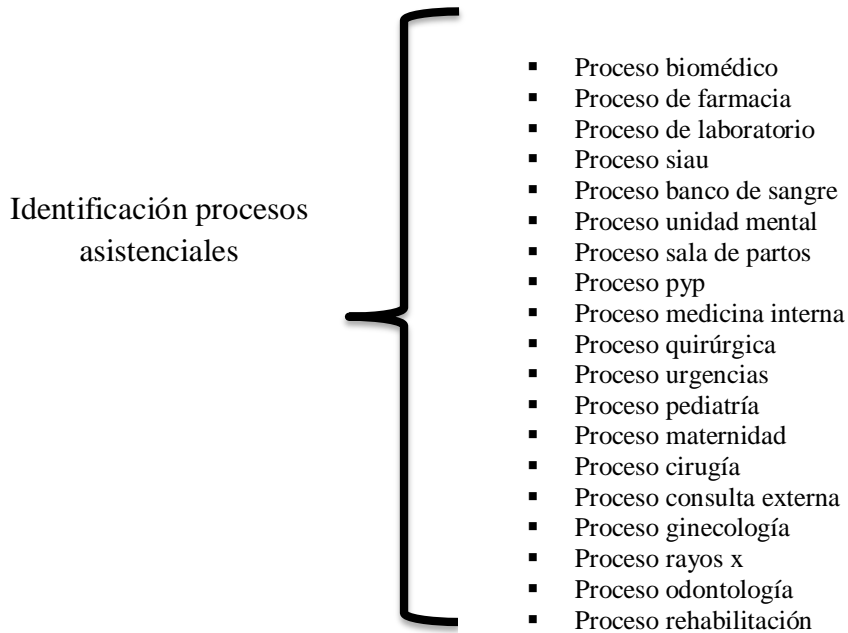 Identificación procesos
asistenciales
▪ Proceso biomédico
▪ Proceso de farmacia
▪ Proceso de laboratorio
▪ Proceso siau
▪ Proceso banco de sangre
▪ Proceso unidad mental
▪ Proceso sala de partos
▪ Proceso pyp
▪ Proceso medicina interna
▪ Proceso quirúrgica
▪ Proceso urgencias
▪ Proceso pediatría
▪ Proceso maternidad
▪ Proceso cirugía
▪ Proceso consulta externa
▪ Proceso ginecología
▪ Proceso rayos x
▪ Proceso odontología
▪ Proceso rehabilitación